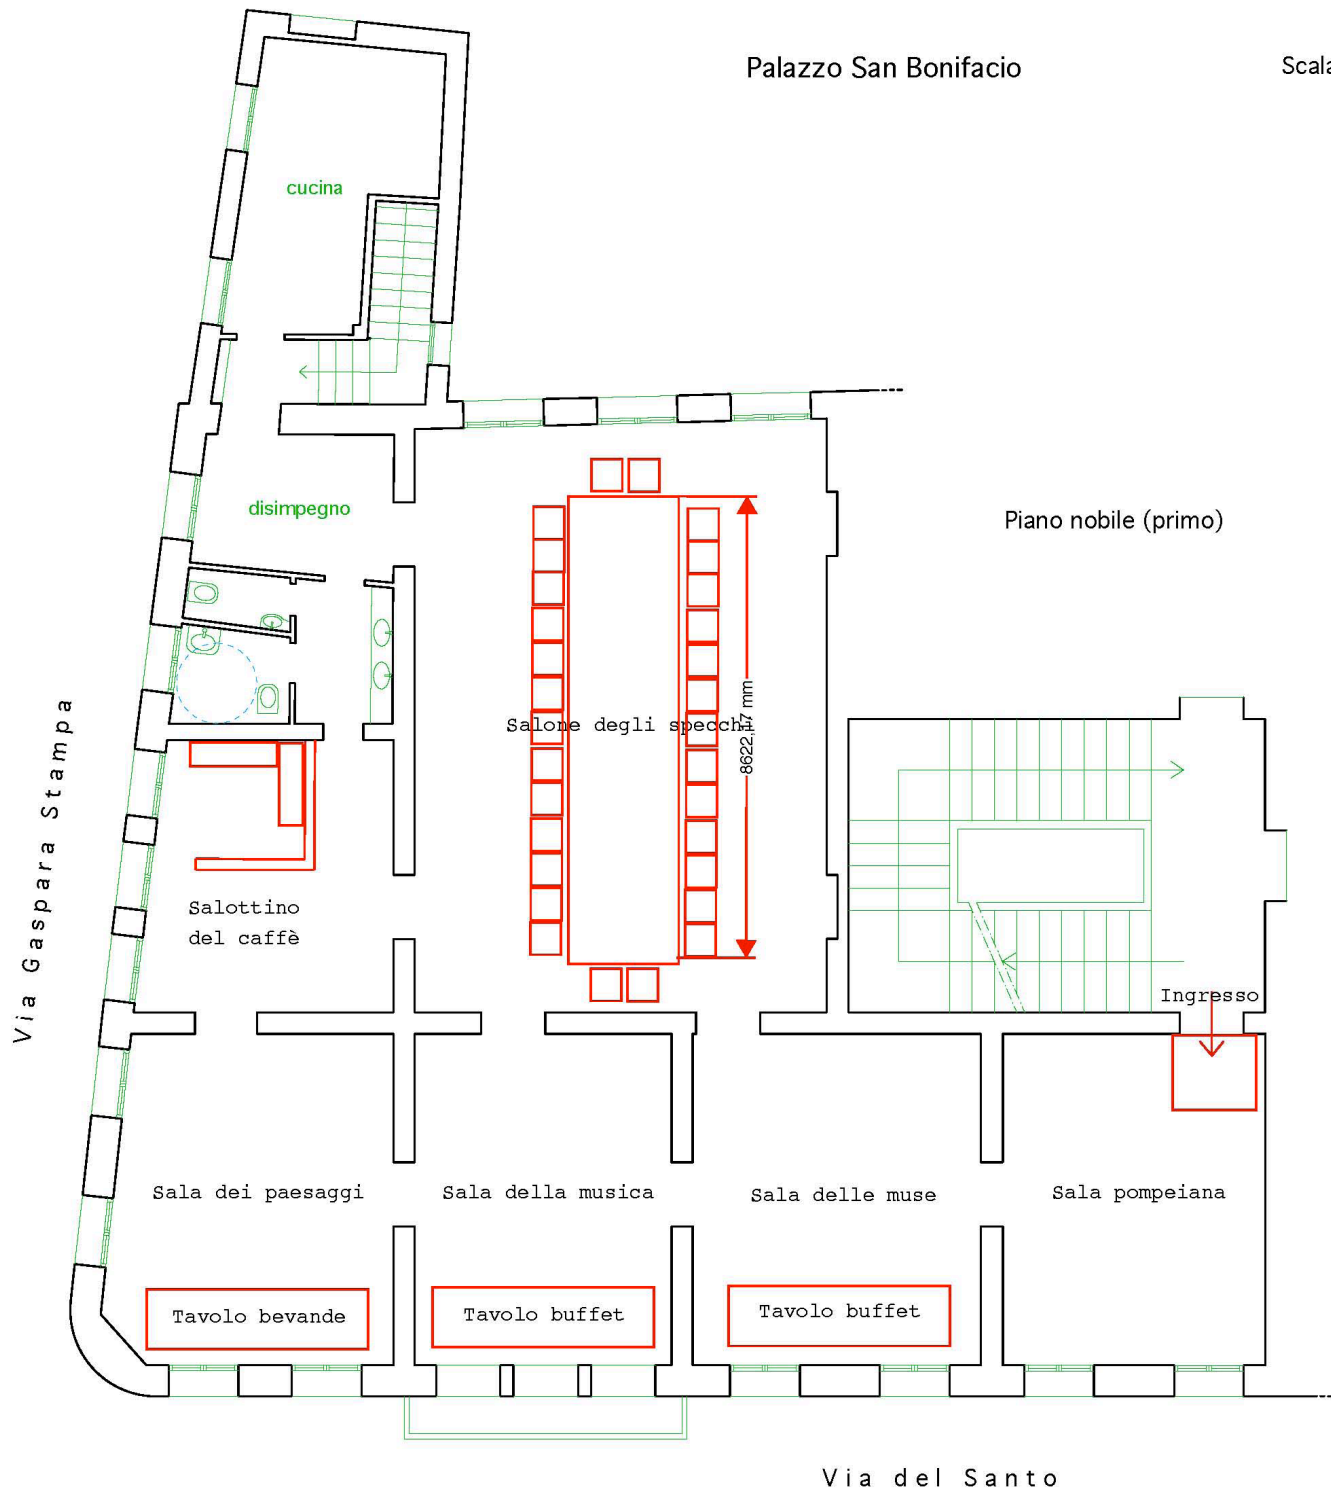 Palazzo San Bonifacio
Scala
cucina
disimpegno
Piano nobile (primo)
Salone degli specchi
8622,17 mm
Via Gaspara Stampa
Salottino
del caffè
Ingresso
Sala dei paesaggi
Sala della musica
Sala delle muse
Sala pompeiana
Tavolo bevande
Tavolo buffet
Tavolo buffet
Via del Santo